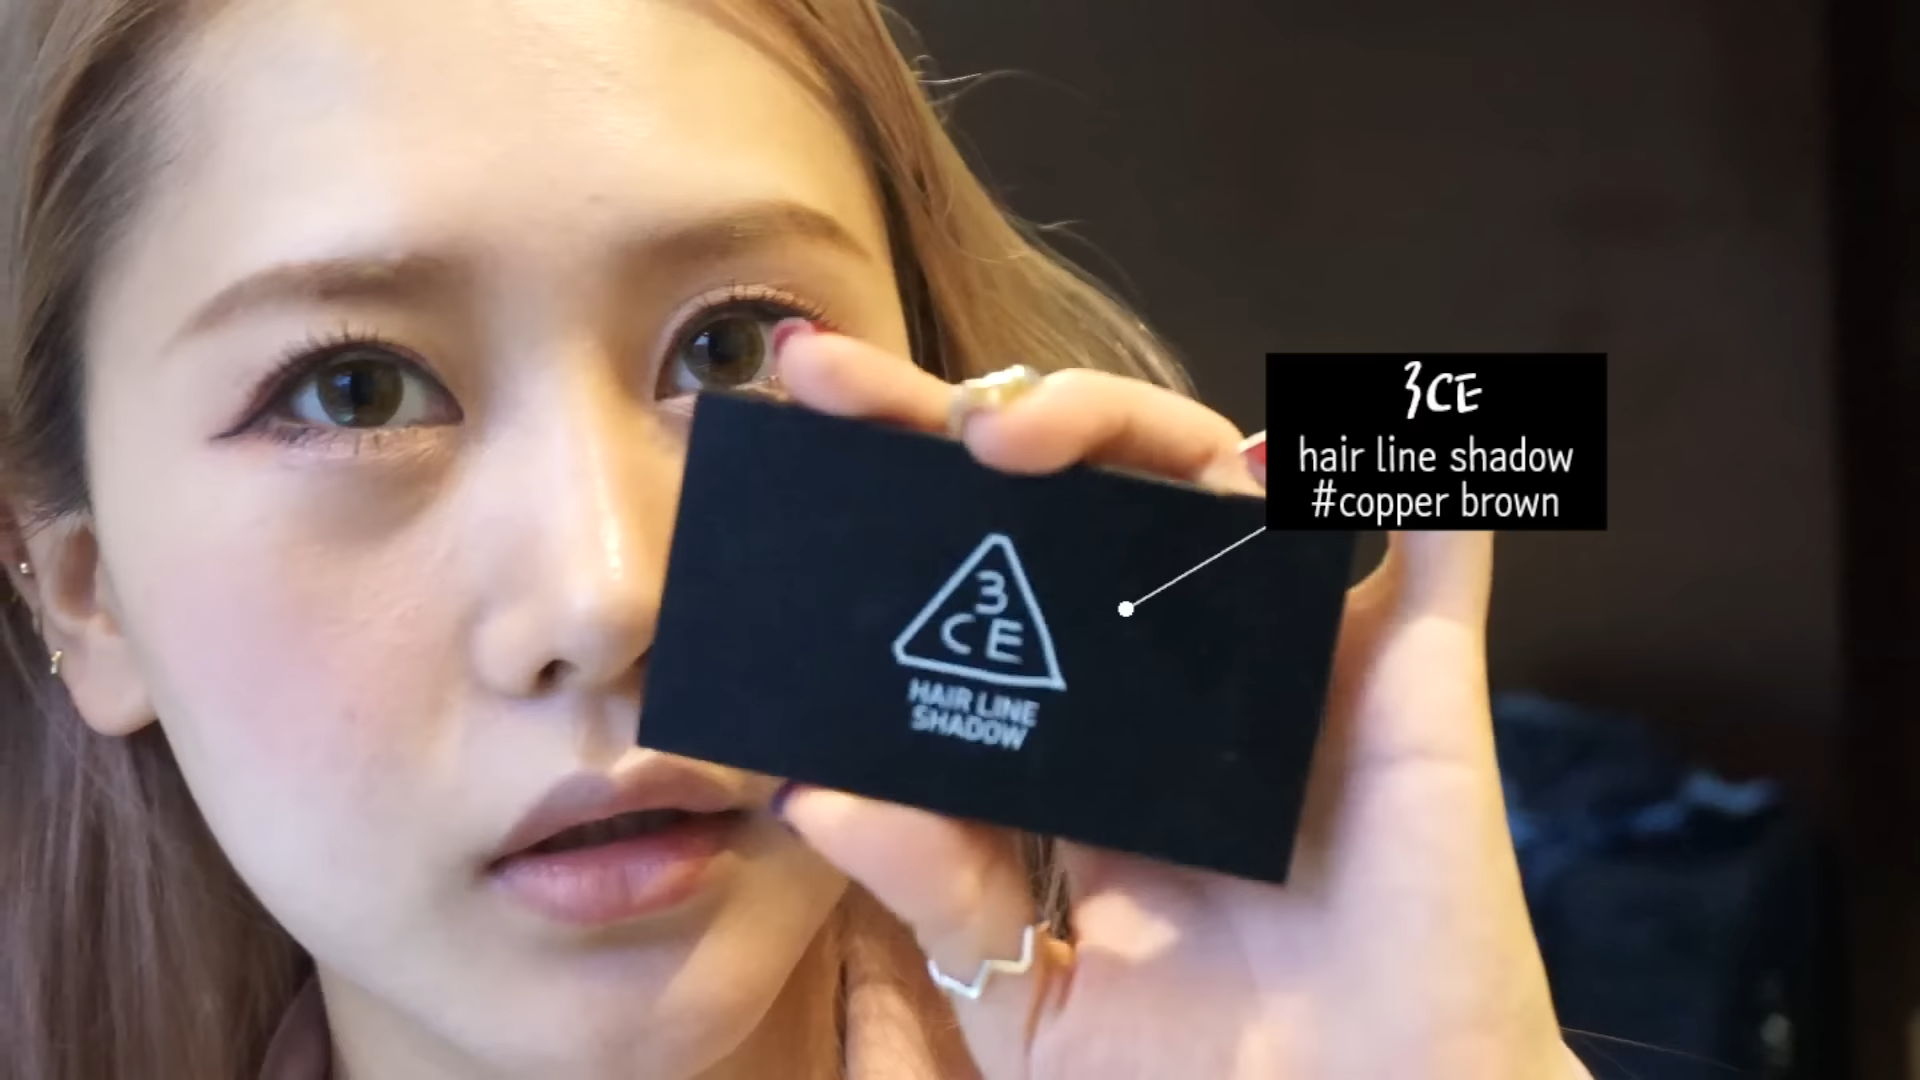 3CE
hair line shadow
#copper brown
3
CE
HAIR LINE
SHADOW